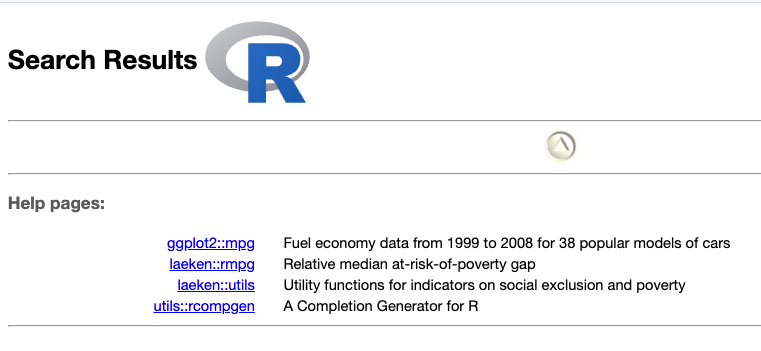 Search Results R
Help pages:
ggplot2::mpg Fuel economy data from 1999 to 2008 for 38 popular models of cars
laeken::rmpg Relative median at-risk-of-poverty gap
laeken::utils Utility functions for indicators on social exclusion and poverty
utils::rcompgen A Completion Generator for R